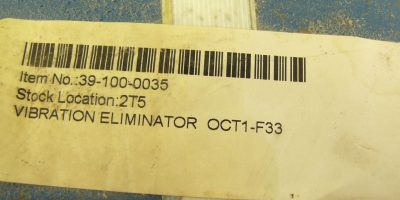 Item No.:39-100-0035
Stock Location:2T5
VIBRATION ELIMINATOR OCT1-F33